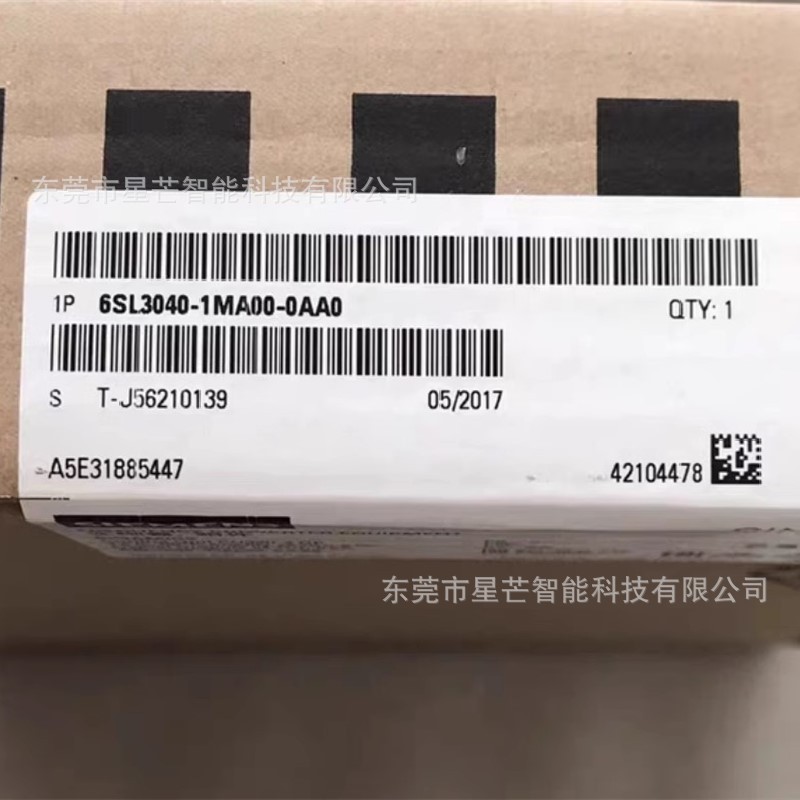 东莞市星芒智能科技有限公司
1P 6SL3040-1MA00-0AA0 QTY: 1
S T-J56210139 05/2017
A5E31885447 42104478
东莞市星芒智能科技有限公司